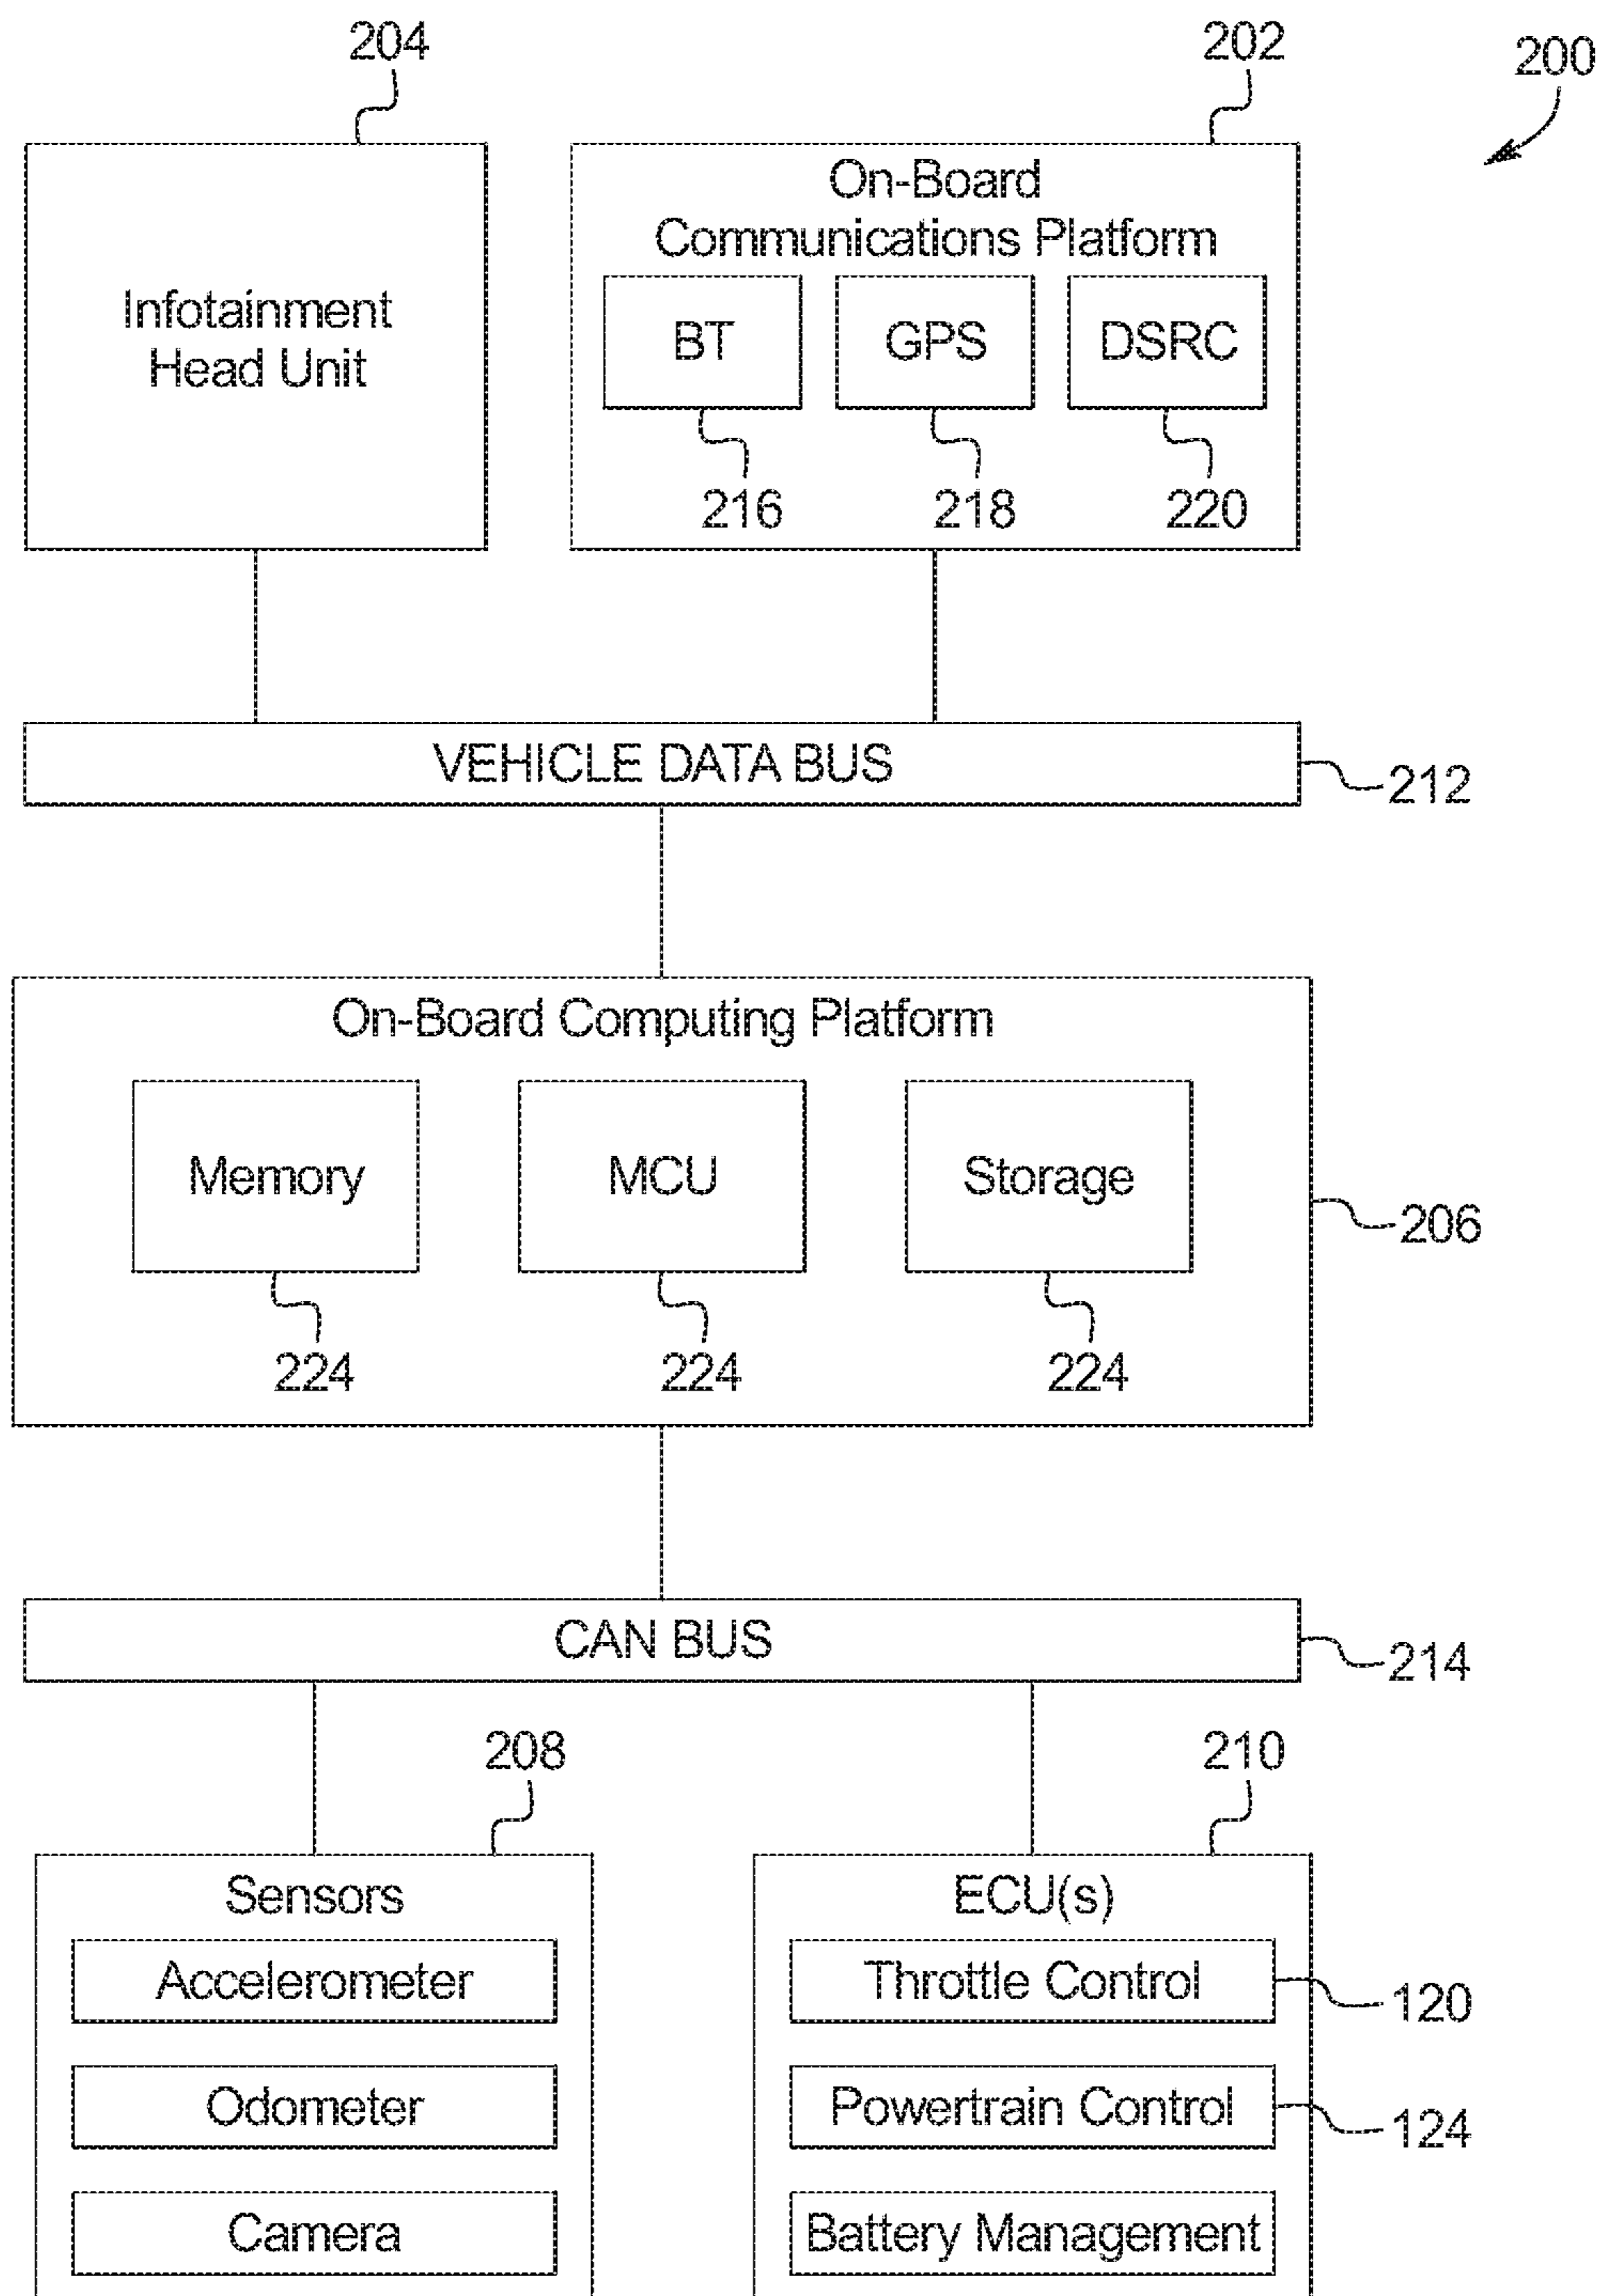 204
202
200
On-Board
Communications Platform
Infotainment
Head Unit
BT
GPS
DSRC
216
218
220
VEHICLE DATA BUS
212
On-Board Computing Platform
Memory
MCU
Storage
206
224
224
224
CAN BUS
214
208
210
Sensors
Accelerometer
Odometer
Camera
ECU(s)
Throttle Control
120
Powertrain Control
124
Battery Management